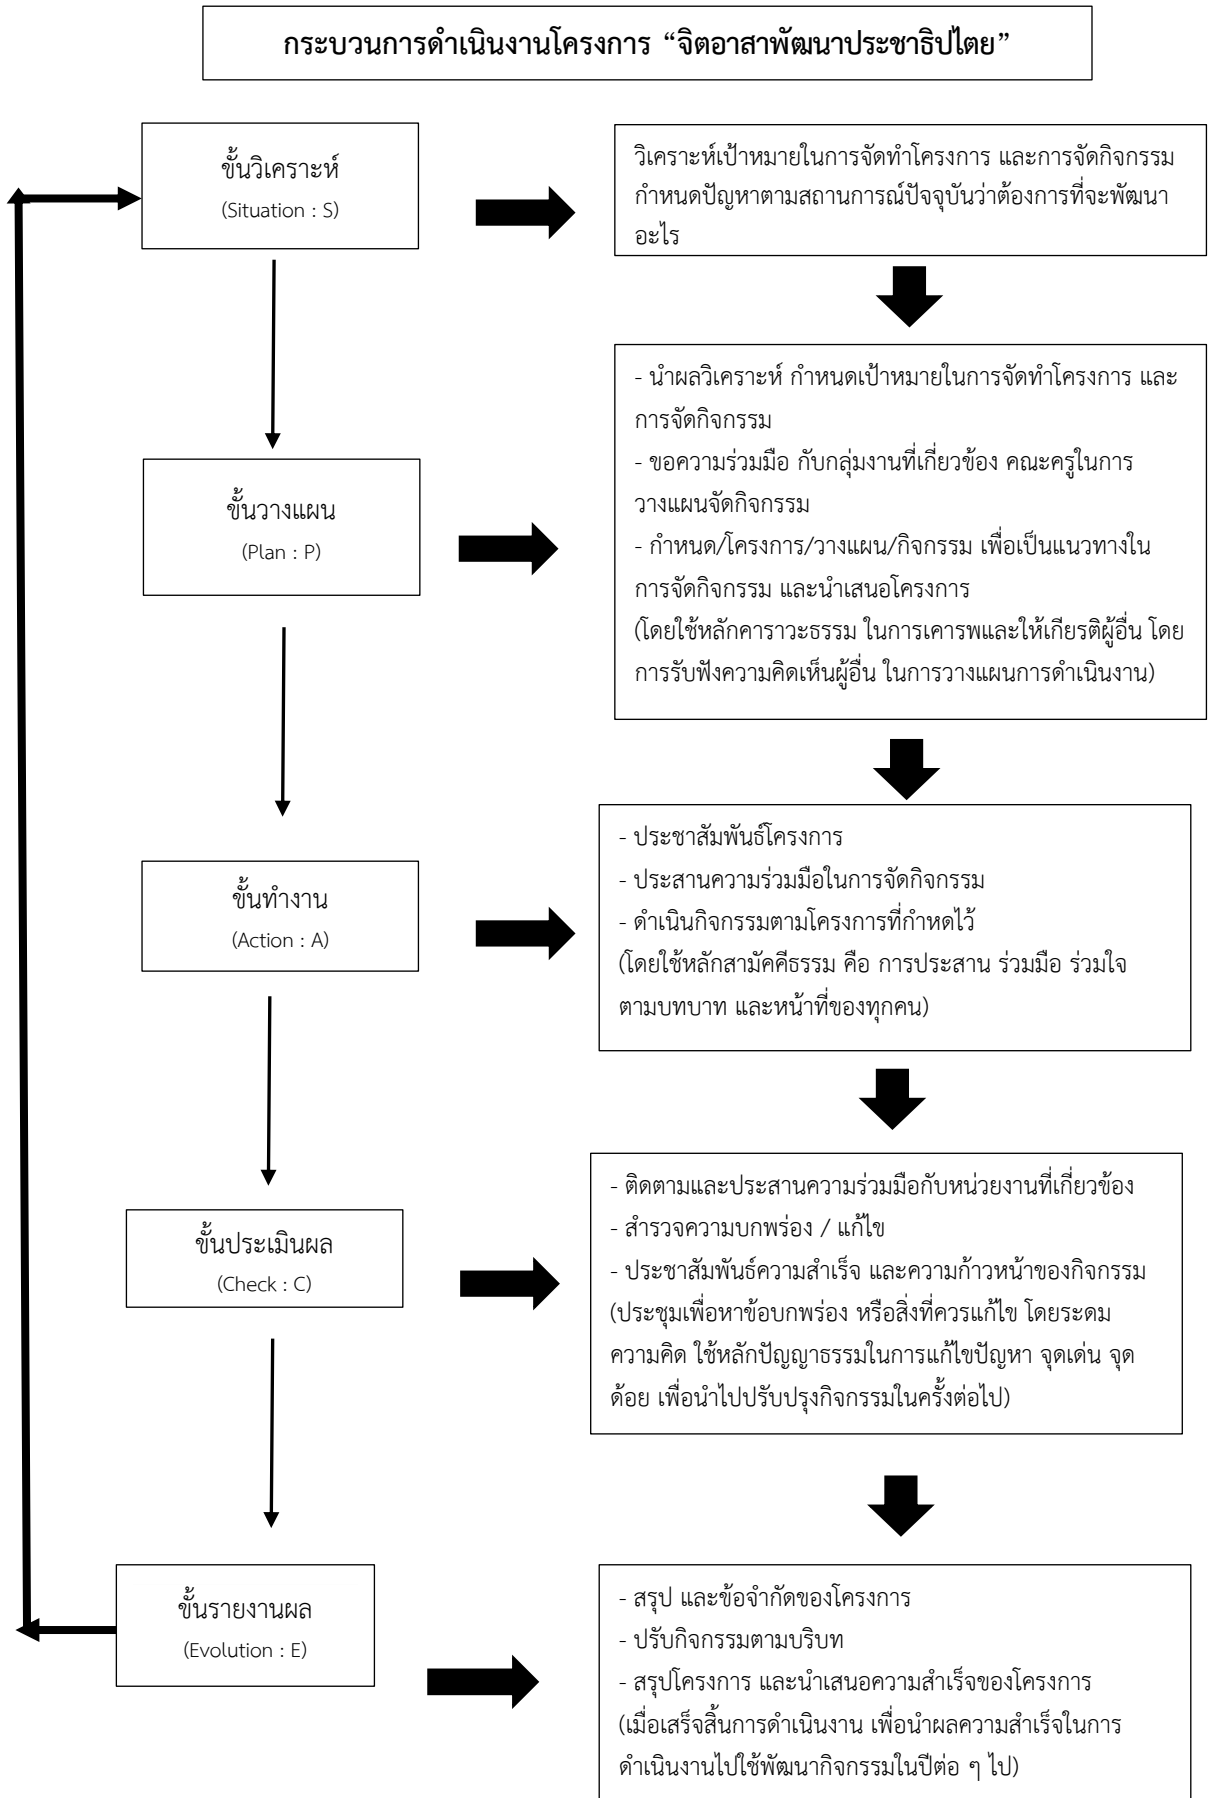 กระบวนการดำเนินงานโครงการ “จิตอาสาพัฒนาประชาธิปไตย”
ขั้นวิเคราะห์
(Situation : S)
วิเคราะห์เป้าหมายในการจัดทำโครงการ และการจัดกิจกรรม
กำหนดปัญหาตามสถานการณ์ปัจจุบันว่าต้องการที่จะพัฒนา
อะไร
ขั้นวางแผน
(Plan : P)
- นำผลวิเคราะห์ กำหนดเป้าหมายในการจัดทำโครงการ และ
การจัดกิจกรรม
- ขอความร่วมมือ กับกลุ่มงานที่เกี่ยวข้อง คณะครูในการ
วางแผนจัดกิจกรรม
- กำหนด/โครงการ/วางแผน/กิจกรรม เพื่อเป็นแนวทางใน
การจัดกิจกรรม และนำเสนอโครงการ
(โดยใช้หลักคาราวะธรรม ในการเคารพและให้เกียรติผู้อื่น โดย
การรับฟังความคิดเห็นผู้อื่น ในการวางแผนการดำเนินงาน)
ขั้นทำงาน
(Action : A)
- ประชาสัมพันธ์โครงการ
- ประสานความร่วมมือในการจัดกิจกรรม
- ดำเนินกิจกรรมตามโครงการที่กำหดไว้
(โดยใช้หลักสามัคคีธรรม คือ การประสาน ร่วมมือ ร่วมใจ
ตามบทบาท และหน้าที่ของทุกคน)
ขั้นประเมินผล
(Check : C)
- ติดตามและประสานความร่วมมือกับหน่วยงานที่เกี่ยวข้อง
- สำรวจความบกพร่อง / แก้ไข
- ประชาสัมพันธ์ความสำเร็จ และความก้าวหน้าของกิจกรรม
(ประชุมเพื่อหาข้อบกพร่อง หรือสิ่งที่ควรแก้ไข โดยระดม
ความคิด ใช้หลักปัญญาธรรมในการแก้ไขปัญหา จุดเด่น จุด
ด้อย เพื่อนำไปปรับปรุงกิจกรรมในครั้งต่อไป)
ขั้นรายงานผล
(Evolution : E)
- สรุป และข้อจำกัดของโครงการ
- ปรับกิจกรรมตามบริบท
- สรุปโครงการ และนำเสนอความสำเร็จของโครงการ
(เมื่อเสร็จสิ้นการดำเนินงาน เพื่อนำผลความสำเร็จในการ
ดำเนินงานไปใช้พัฒนากิจกรรมในปีต่อ ๆ ไป)